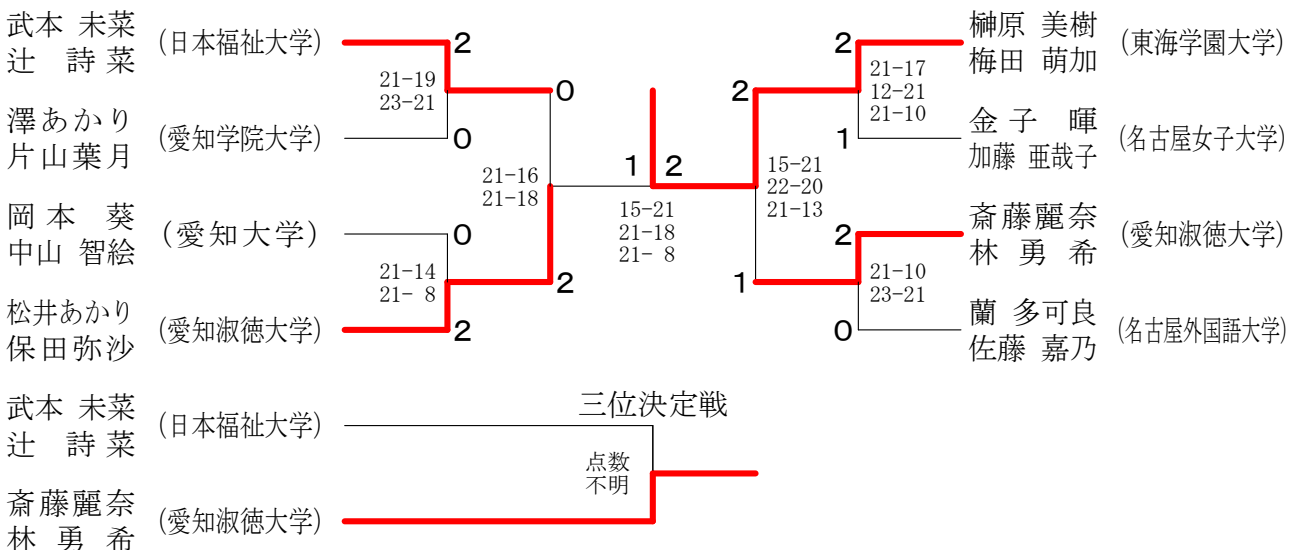 武本 未菜
辻 詩菜
(日本福祉大学)
2
21-19
23-21
0
澤あかり
片山葉月
(愛知学院大学)
0
21-16
21-18
岡本 葵
中山 智絵
(愛知大学)
0
21-14
21- 8
2
松井あかり
保田弥沙
(愛知淑徳大学)
2
1 2
15-21
21-18
21- 8
2
榊原 美樹
梅田 萌加
(東海学園大学)
2
21-17
12-21
21-10
金子 暉
加藤 亜哉子
(名古屋女子大学)
1
15-21
22-20
21-13
斎藤麗奈
林 勇希
(愛知淑徳大学)
2
1
21-10
23-21
蘭 多可良
佐藤 嘉乃
(名古屋外国語大学)
0
三位決定戦
武本 未菜
辻 詩菜
(日本福祉大学)
点数
不明
斎藤麗奈
林 勇希
(愛知淑徳大学)